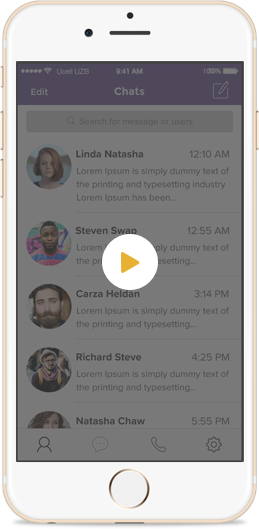 Ucell UZB 9:41 AM 100%
Edit Chats
Search for message or users
Linda Natasha 12:10 AM
Lorem Ipsum is simply dummy text of
the printing and typesetting industry
Lorem Ipsum has been...
Steven Swap 12:55 AM
Lorem Ipsum is simply dummy text of
the printing and typesetting...
Carza Heldan 3:14 PM
Lorem Ipsum is simply dummy text of
the printing and typesetting...
Richard Steve 4:25 PM
Lorem Ipsum is simply dummy text of
the printing and typesetting...
Natasha Chaw 5:55 PM